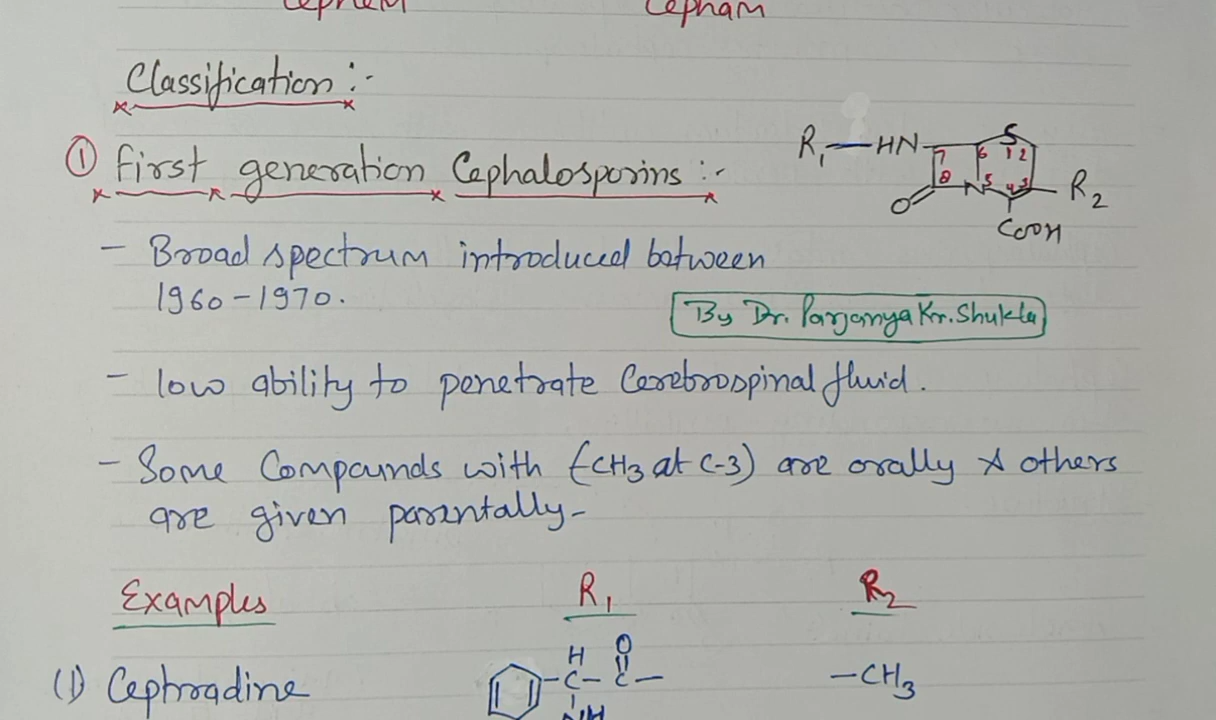 Cephem Cepham
Classification :-
① first generation Cephalosporins :-
R₁—HN 7 6 S 1 2
8 N 5 4 3 R₂
O COOH
- Broad spectrum introduced between
1960-1970.
By Dr. Parjanya Kr. Shukla
- low ability to penetrate Cerebrospinal fluid.
- Some Compounds with (CH₃ at C-3) are orally & others
are given parentally-
Examples R₁ R₂
H O
(1) Cephradine -C-C- -CH₃
NH